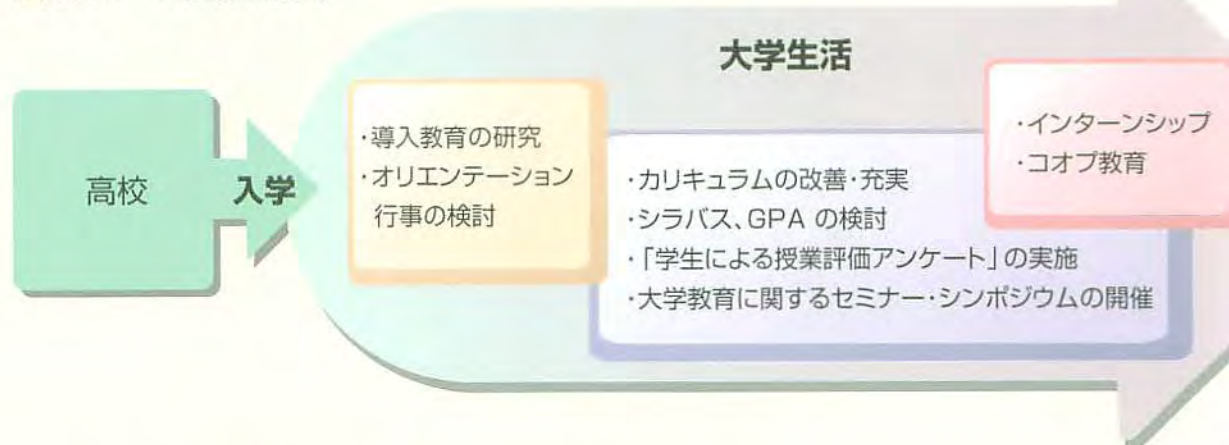 大学生活
高校
入学
・導入教育の研究
・オリエンテーション
行事の検討
・カリキュラムの改善・充実
・シラバス、GPA の検討
・「学生による授業評価アンケート」の実施
・大学教育に関するセミナー・シンポジウムの開催
・インターンシップ
・コオプ教育